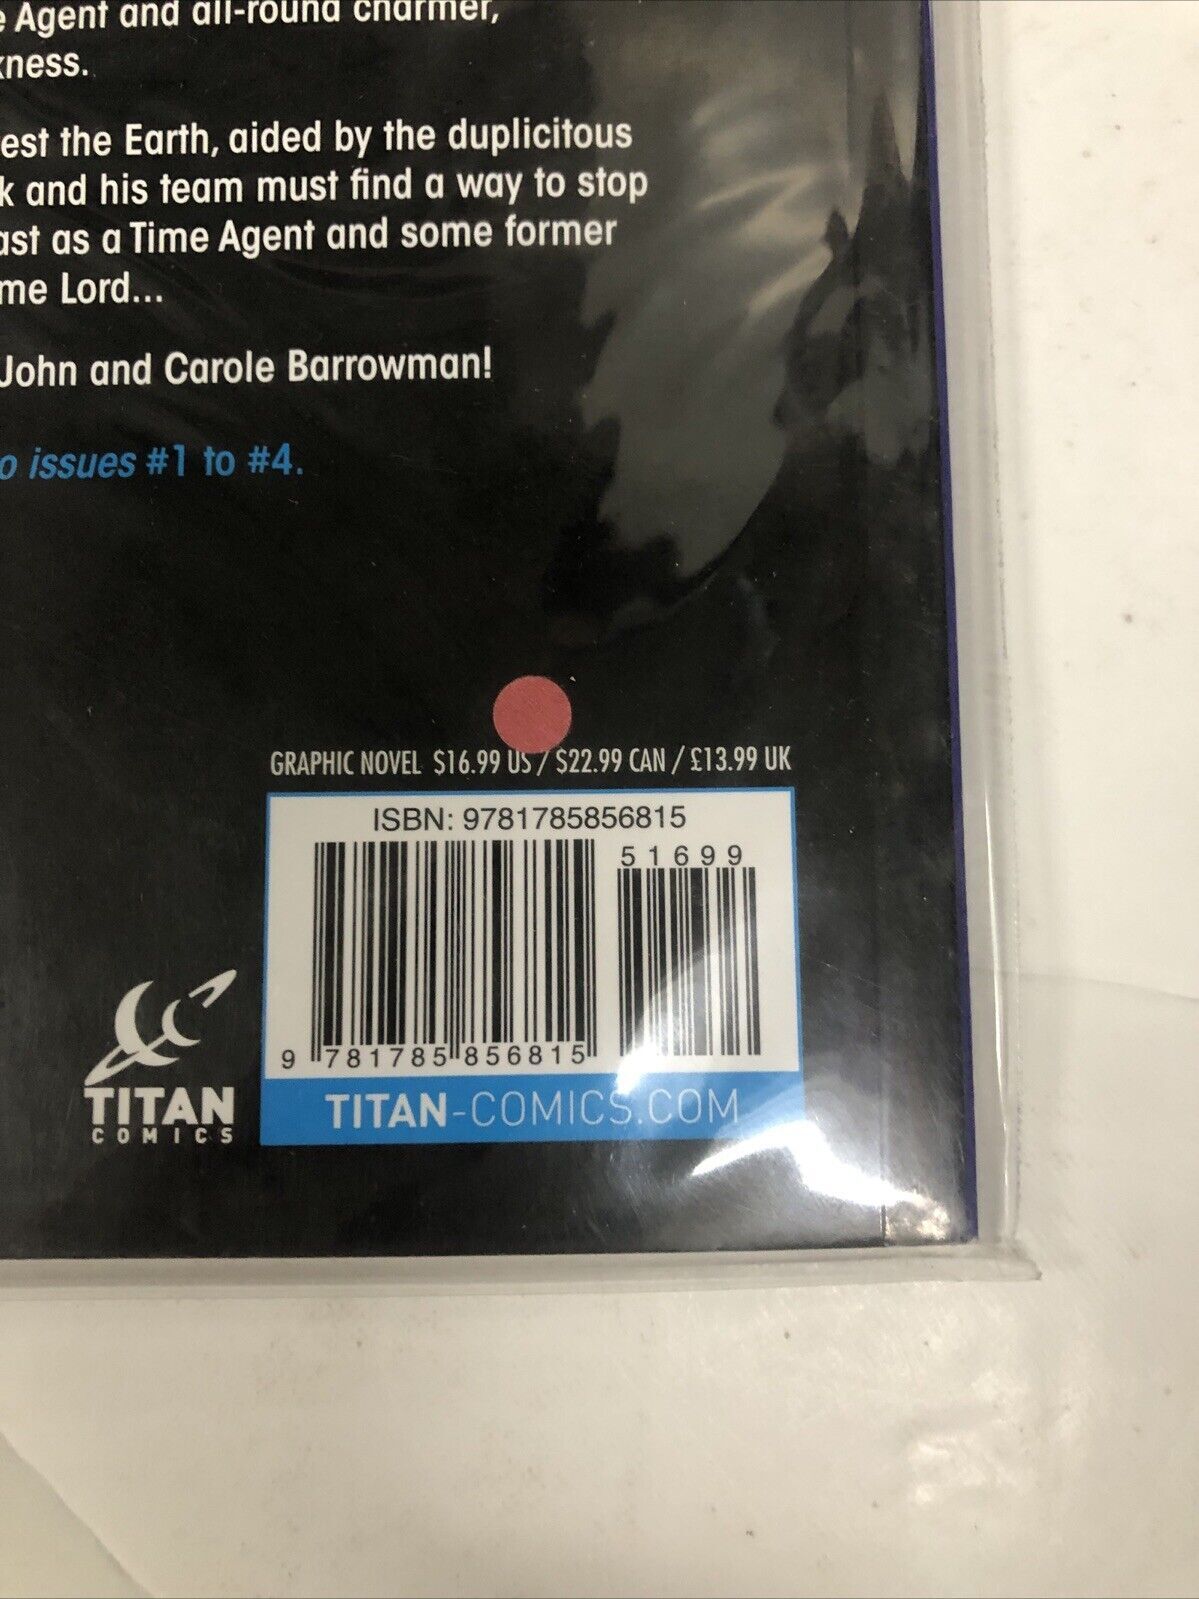 Agent and all-round charmer,
kness.
est the Earth, aided by the duplicitous
k and his team must find a way to stop
ast as a Time Agent and some former
me Lord...
John and Carole Barrowman!
o issues #1 to #4.
GRAPHIC NOVEL $16.99 US / $22.99 CAN / £13.99 UK
ISBN: 9781785856815
51699
9 781785 856815
TITAN
COMICS
TITAN-COMICS.COM